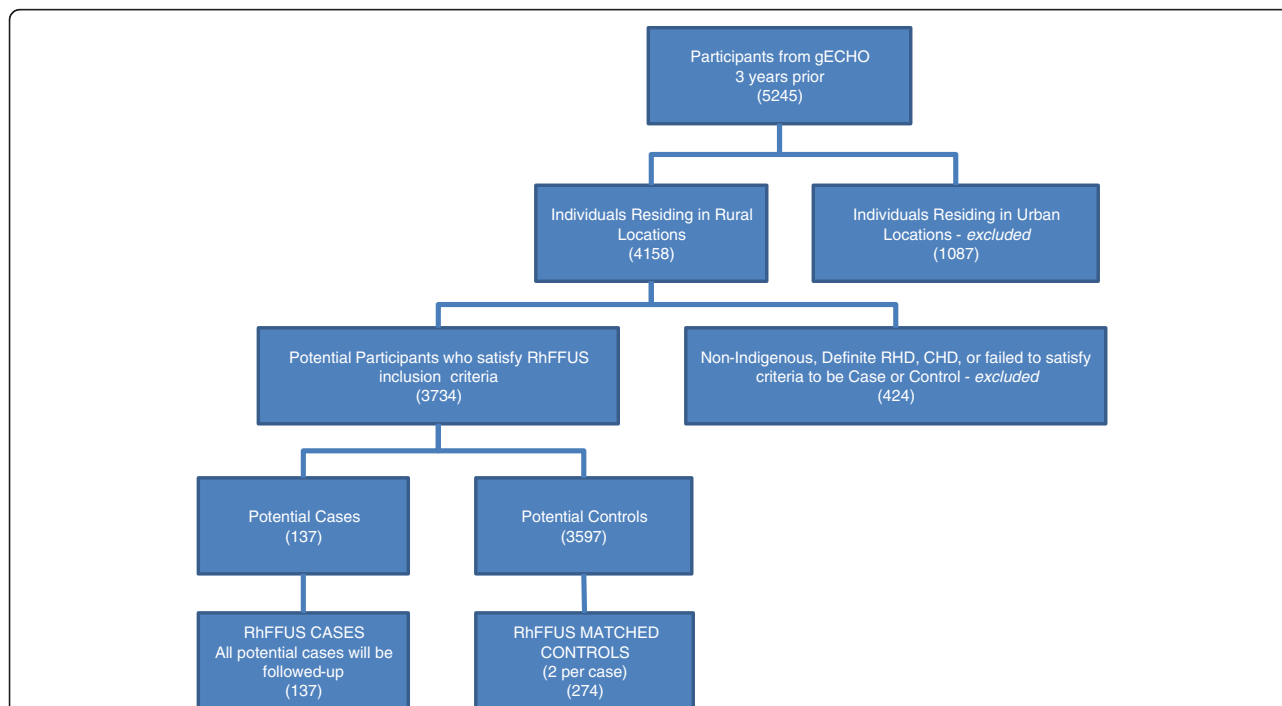 Participants from gECHO
3 years prior
(5245)
Individuals Residing in Rural
Locations
(4158)
Individuals Residing in Urban
Locations - excluded
(1087)
Potential Participants who satisfy RhFFUS
inclusion criteria
(3734)
Non-Indigenous, Definite RHD, CHD, or failed to satisfy
criteria to be Case or Control - excluded
(424)
Potential Cases
(137)
Potential Controls
(3597)
RhFFUS CASES
All potential cases will be
followed-up
(137)
RhFFUS MATCHED
CONTROLS
(2 per case)
(274)